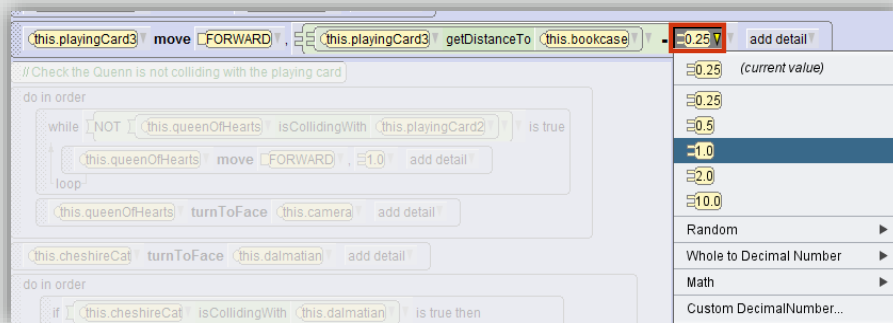 this.playingCard3 move FORWARD , this.playingCard3 getDistanceTo this.bookcase - 0.25 add detail
0.25 (current value)
0.25
0.5
1.0
2.0
10.0
Random
Whole to Decimal Number
Math
Custom DecimalNumber...
// Check the Quenn is not colliding with the playing card
do in order
while NOT this.queenOfHearts isCollidingWith this.playingCard2 is true
this.queenOfHearts move FORWARD , 1.0 add detail
loop
this.queenOfHearts turnToFace this.camera add detail
this.cheshireCat turnToFace this.dalmatian add detail
do in order
if this.cheshireCat isCollidingWith this.dalmatian is true then